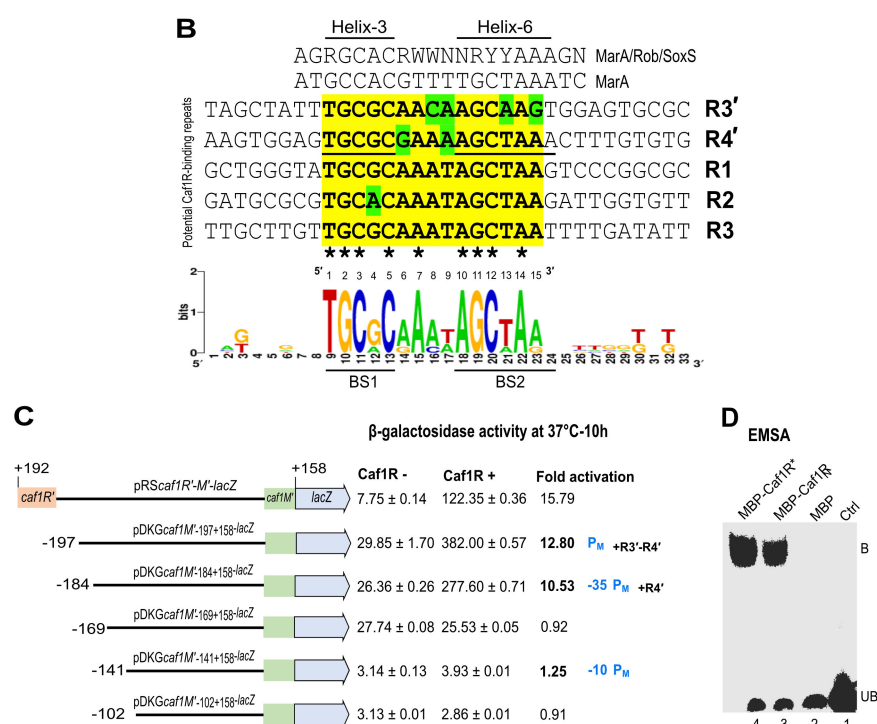 B
Helix-3 Helix-6
AGRGCACRWWNNRYYAAAGN MarA/Rob/SoxS
ATGCCACGTTTTGCTAAATC MarA
Potential Caf1R-binding repeats
TAGCTATTTGCGCAACAAGCAAGTGGAGTGCGC R3′
AAGTGGAGTGCGCGAAAAGCTAAACTTTGTGTG R4′
GCTGGGTATGCGCAAATAGCTAAGTCCCGGCGC R1
GATGCGCGTGCACAAATAGCTAAGATTGGTGTT R2
TTGCTTGTTGCGCAAATAGCTAATTTTGATATT R3
* * * * * * * * *
5′ 1 2 3 4 5 6 7 8 9 10 11 12 13 14 15 3′
2
1
0
bits
TGCGCAAATAGCTAA
5′ 1 2 3 4 5 6 7 8 9 10 11 12 13 14 15 16 17 18 19 20 21 22 23 24 25 26 27 28 29 30 31 32 33 3′
BS1 BS2
C
β-galactosidase activity at 37°C-10h
+192 +158 Caf1R - Caf1R + Fold activation
pRScaf1R'-M'-lacZ
caf1R' caf1M' lacZ 7.75 ± 0.14 122.35 ± 0.36 15.79
pDKGcaf1M'-197+158-lacZ
-197 29.85 ± 1.70 382.00 ± 0.57 12.80 PM +R3′-R4′
pDKGcaf1M'-184+158-lacZ
-184 26.36 ± 0.26 277.60 ± 0.71 10.53 -35 PM +R4′
pDKGcaf1M'-169+158-lacZ
-169 27.74 ± 0.08 25.53 ± 0.05 0.92
pDKGcaf1M'-141+158-lacZ
-141 3.14 ± 0.13 3.93 ± 0.01 1.25 -10 PM
pDKGcaf1M'-102+158-lacZ
-102 3.13 ± 0.01 2.86 ± 0.01 0.91
D
EMSA
MBP-Caf1R* MBP-Caf1R MBP Ctrl
B
UB
4 3 2 1